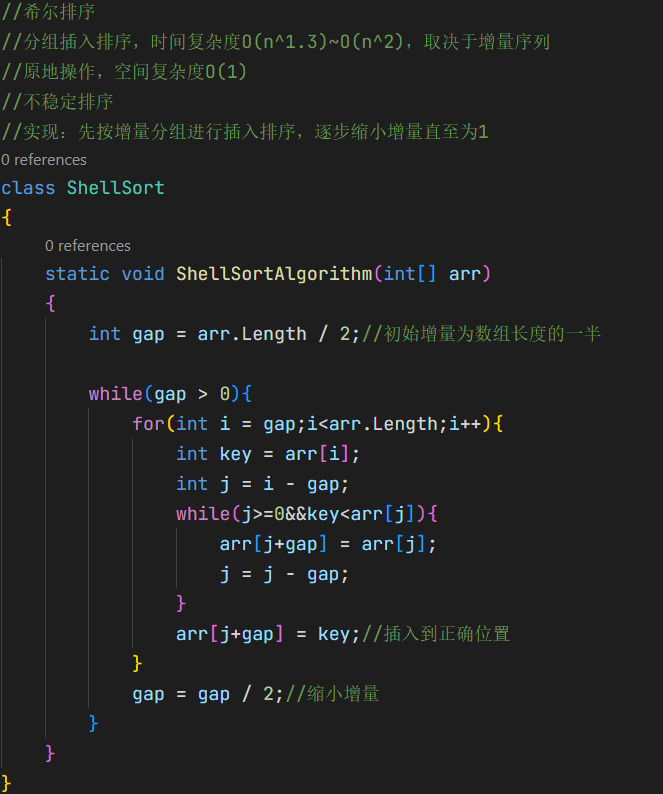 //希尔排序
//分组插入排序，时间复杂度O(n^1.3)~O(n^2)，取决于增量序列
//原地操作，空间复杂度O(1)
//不稳定排序
//实现：先按增量分组进行插入排序，逐步缩小增量直至为1
0 references
class ShellSort
{
0 references
static void ShellSortAlgorithm(int[] arr)
{
int gap = arr.Length / 2;//初始增量为数组长度的一半
while(gap > 0){
for(int i = gap;i<arr.Length;i++){
int key = arr[i];
int j = i - gap;
while(j>=0&&key<arr[j]){
arr[j+gap] = arr[j];
j = j - gap;
}
arr[j+gap] = key;//插入到正确位置
}
gap = gap / 2;//缩小增量
}
}
}